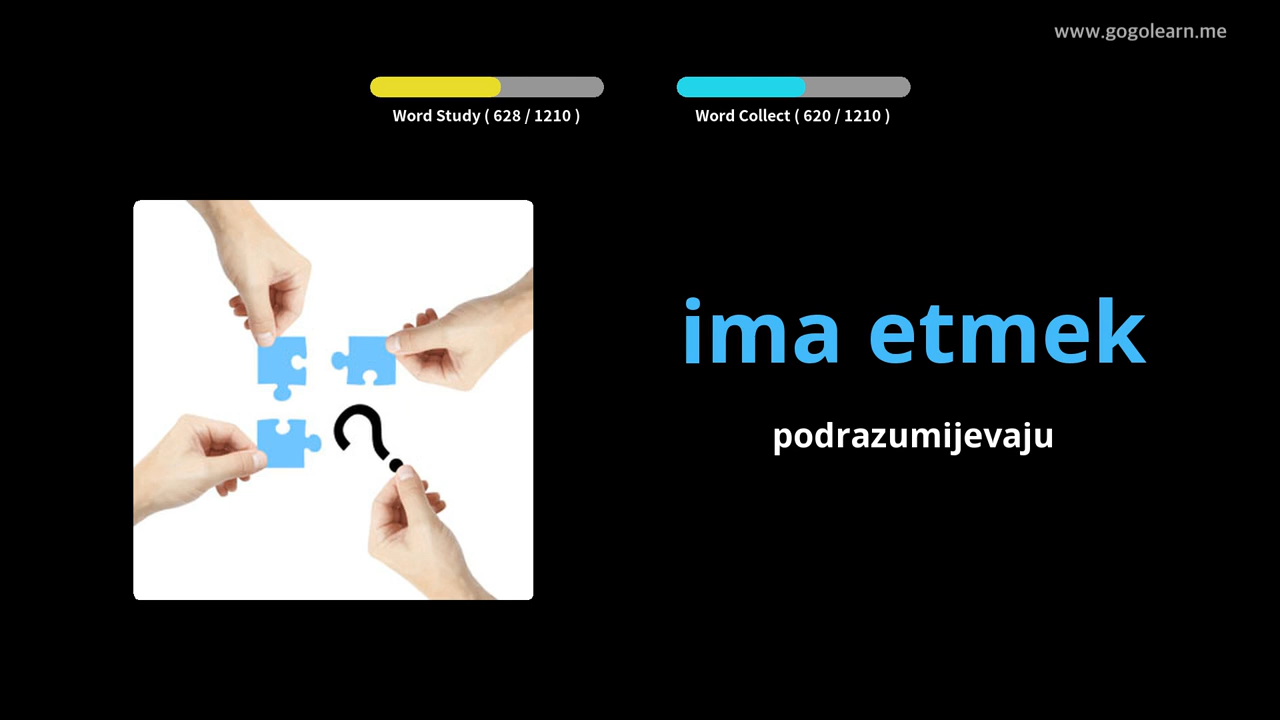 www.gogolearn.me
Word Study ( 628 / 1210 )
Word Collect ( 620 / 1210 )
ima etmek
podrazumijevaju